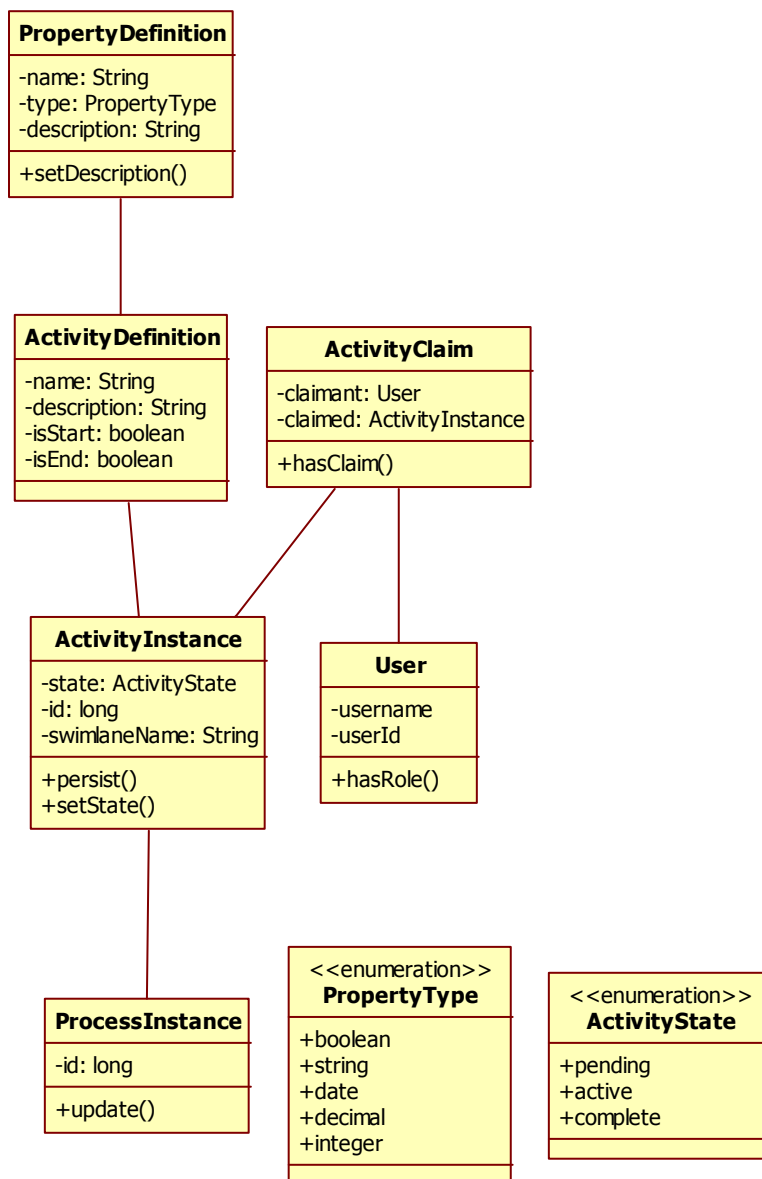 PropertyDefinition
-name: String
-type: PropertyType
-description: String
+setDescription()
ActivityDefinition
-name: String
-description: String
-isStart: boolean
-isEnd: boolean
ActivityClaim
-claimant: User
-claimed: ActivityInstance
+hasClaim()
ActivityInstance
-state: ActivityState
-id: long
-swimlaneName: String
+persist()
+setState()
User
-username
-userId
+hasRole()
ProcessInstance
-id: long
+update()
<<enumeration>>
PropertyType
+boolean
+string
+date
+decimal
+integer
<<enumeration>>
ActivityState
+pending
+active
+complete